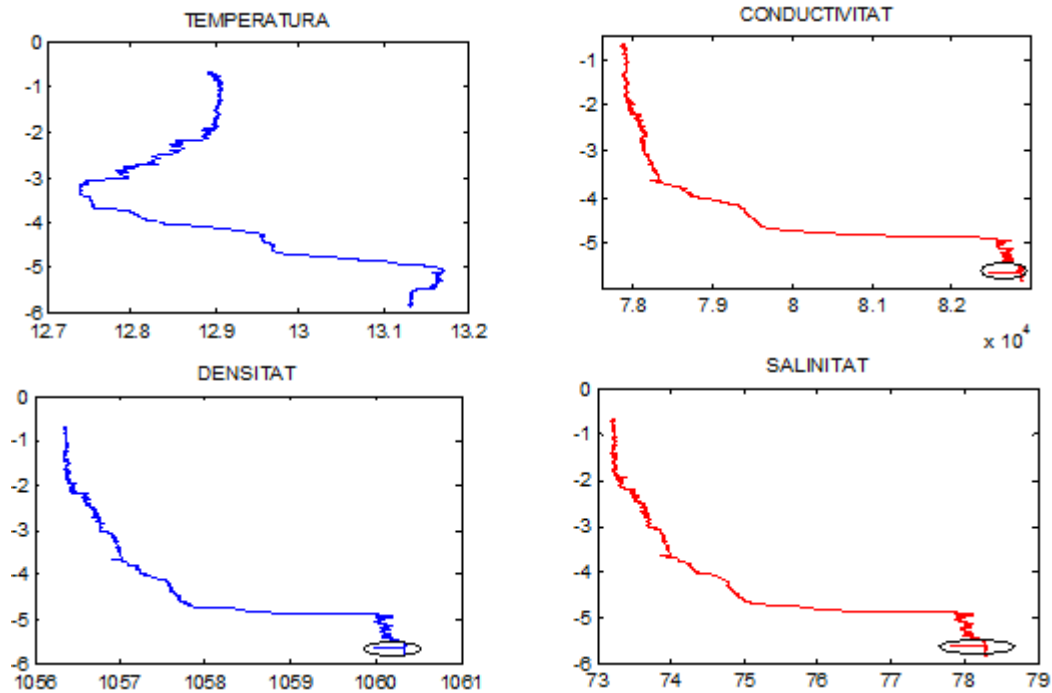 TEMPERATURA
0
-1
-2
-3
-4
-5
-6
12.7 12.8 12.9 13 13.1 13.2
CONDUCTIVITAT
-1
-2
-3
-4
-5
7.8 7.9 8 8.1 8.2
x 10⁴
DENSITAT
0
-1
-2
-3
-4
-5
-6
1056 1057 1058 1059 1060 1061
SALINITAT
0
-1
-2
-3
-4
-5
-6
73 74 75 76 77 78 79